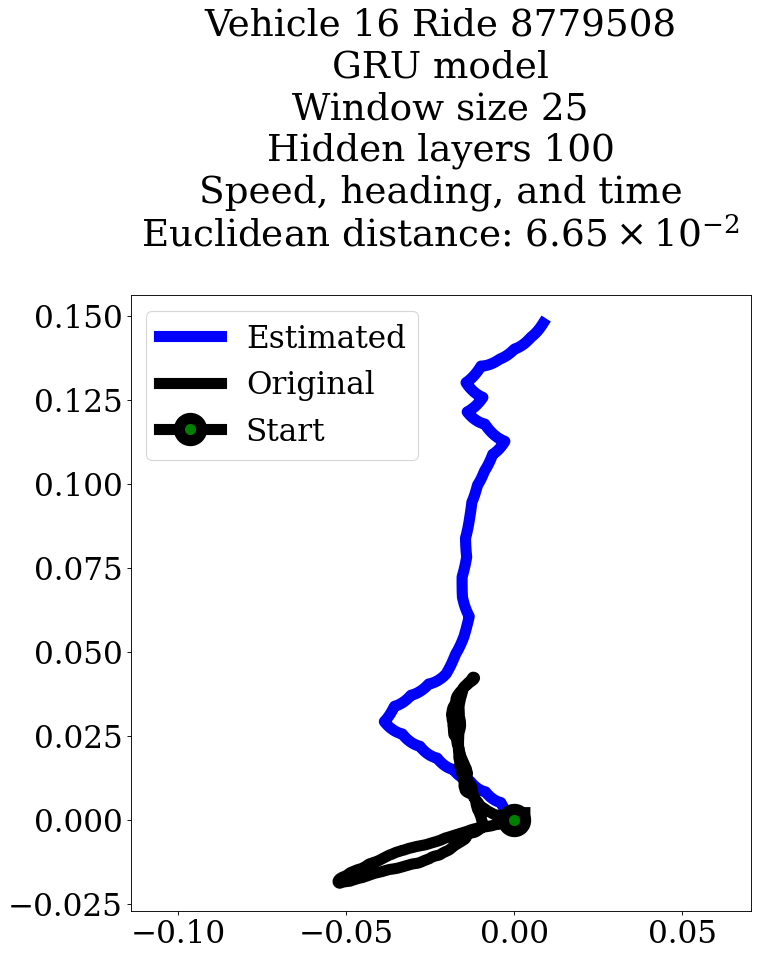 Vehicle 16 Ride 8779508
GRU model
Window size 25
Hidden layers 100
Speed, heading, and time
Euclidean distance: 6.65 × 10⁻²
0.150
Estimated
0.125
Original
Start
0.100
0.075
0.050
0.025
0.000
−0.025
−0.10 −0.05 0.00 0.05